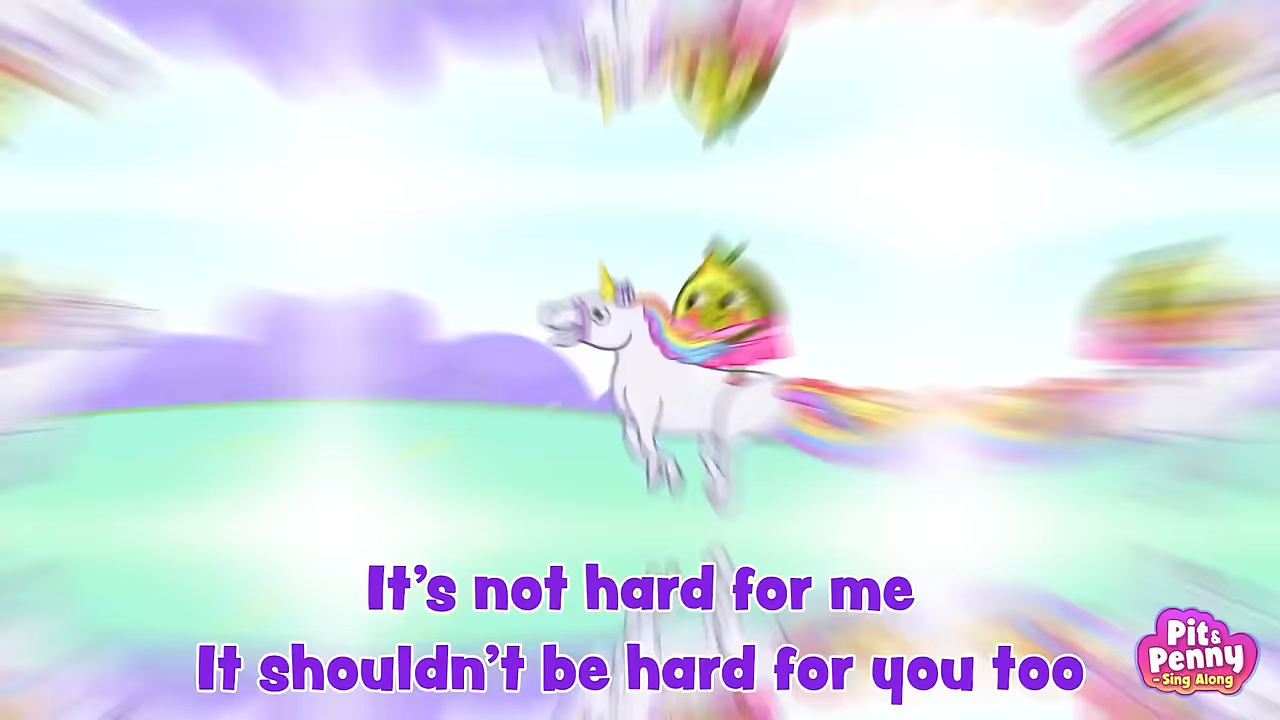 It's not hard for me
It shouldn't be hard for you too
Pit &
Penny
- Sing Along